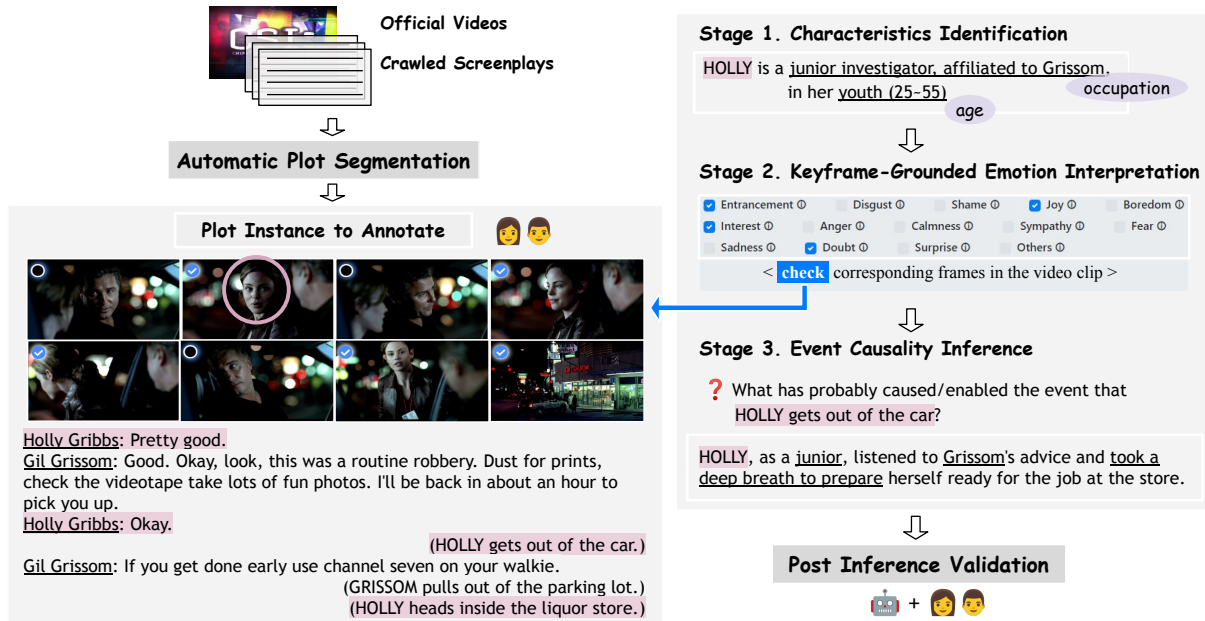 Official Videos
Crawled Screenplays
Automatic Plot Segmentation
Plot Instance to Annotate
Holly Gribbs: Pretty good.
Gil Grissom: Good. Okay, look, this was a routine robbery. Dust for prints,
check the videotape take lots of fun photos. I'll be back in about an hour to
pick you up.
Holly Gribbs: Okay.
(HOLLY gets out of the car.)
Gil Grissom: If you get done early use channel seven on your walkie.
(GRISSOM pulls out of the parking lot.)
(HOLLY heads inside the liquor store.)
Stage 1. Characteristics Identification
HOLLY is a junior investigator, affiliated to Grissom,
in her youth (25~55)
occupation
age
Stage 2. Keyframe-Grounded Emotion Interpretation
Entrancement Disgust Shame Joy Boredom
Interest Anger Calmness Sympathy Fear
Sadness Doubt Surprise Others
< check corresponding frames in the video clip >
Stage 3. Event Causality Inference
❓ What has probably caused/enabled the event that
HOLLY gets out of the car?
HOLLY, as a junior, listened to Grissom's advice and took a
deep breath to prepare herself ready for the job at the store.
Post Inference Validation
+